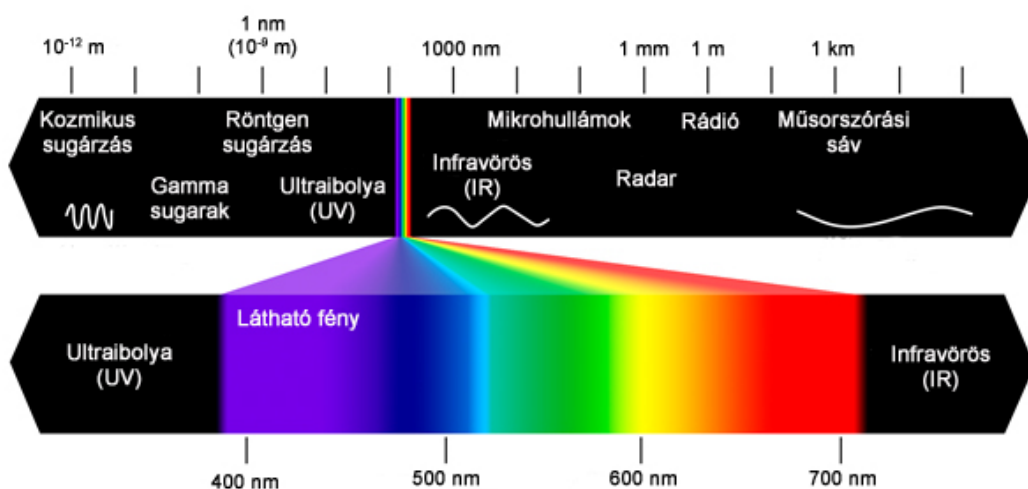 10⁻¹² m
1 nm
(10⁻⁹ m)
1000 nm
1 mm
1 m
1 km
Kozmikus
sugárzás
Röntgen
sugárzás
Mikrohullámok
Rádió
Műsorszórási
sáv
Gamma
sugarak
Ultraibolya
(UV)
Infravörös
(IR)
Radar
Látható fény
Ultraibolya
(UV)
Infravörös
(IR)
400 nm
500 nm
600 nm
700 nm